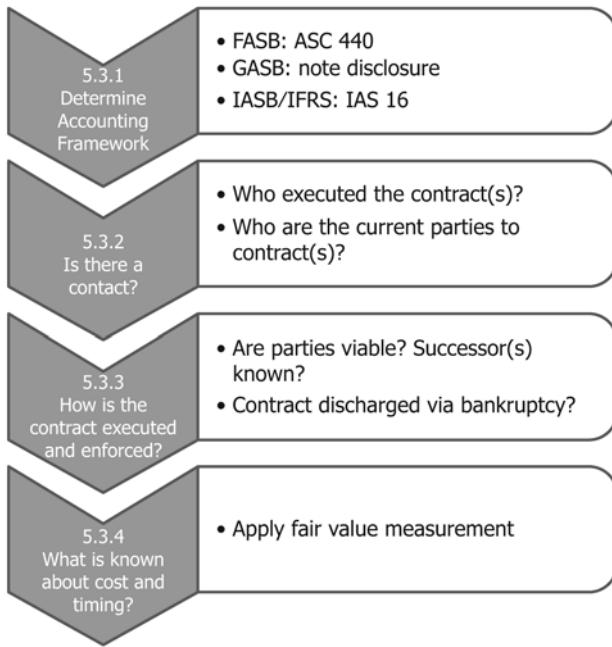 5.3.1
Determine
Accounting
Framework
• FASB: ASC 440
• GASB: note disclosure
• IASB/IFRS: IAS 16
5.3.2
Is there a
contact?
• Who executed the contract(s)?
• Who are the current parties to
contract(s)?
5.3.3
How is the
contract executed
and enforced?
• Are parties viable? Successor(s)
known?
• Contract discharged via bankruptcy?
5.3.4
What is known
about cost and
timing?
• Apply fair value measurement